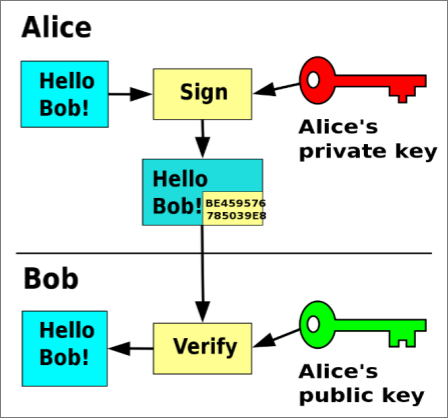 Alice
Hello
Bob!
Sign
Alice's
private key
Hello
Bob!
BE459576
785039E8
Bob
Hello
Bob!
Verify
Alice's
public key